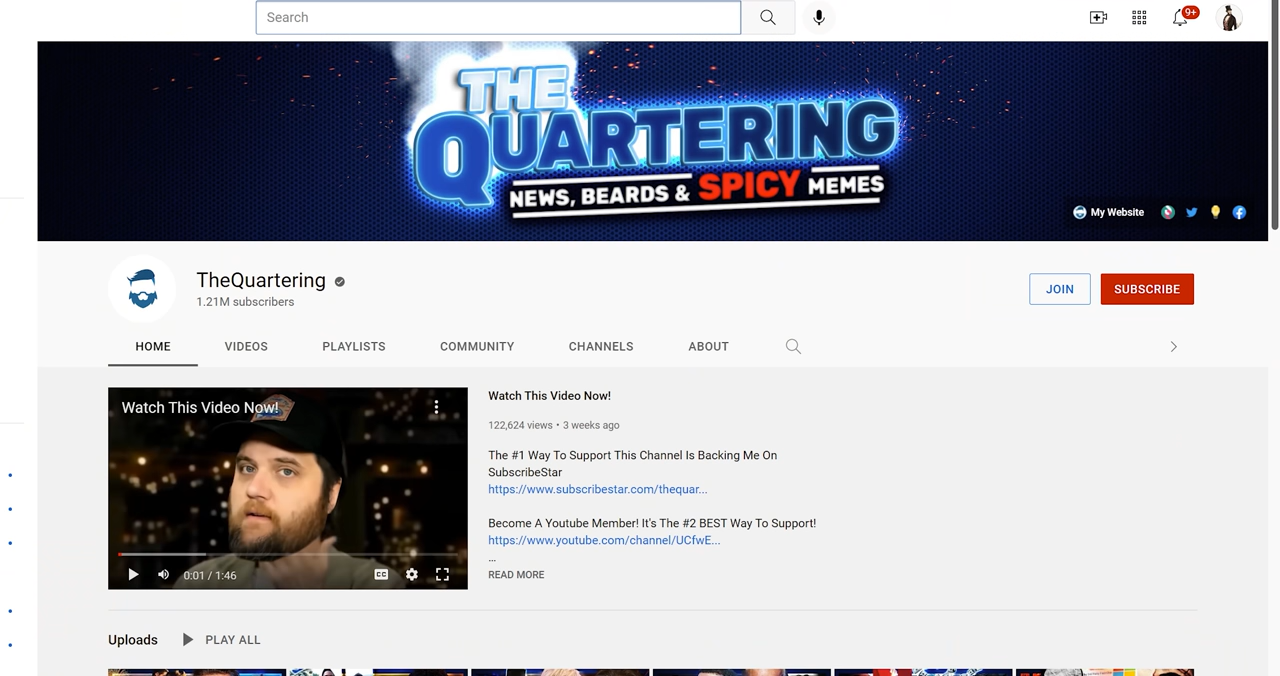 Search
9+
THE
QUARTERING
NEWS, BEARDS & SPICY MEMES
My Website
TheQuartering
1.21M subscribers
JOIN
SUBSCRIBE
HOME
VIDEOS
PLAYLISTS
COMMUNITY
CHANNELS
ABOUT
Watch This Video Now!
0:01 / 1:46
CC
Watch This Video Now!
122,624 views • 3 weeks ago
The #1 Way To Support This Channel Is Backing Me On
SubscribeStar
https://www.subscribestar.com/thequar...
Become A Youtube Member! It's The #2 BEST Way To Support!
https://www.youtube.com/channel/UCfwE...
...
READ MORE
Uploads
PLAY ALL